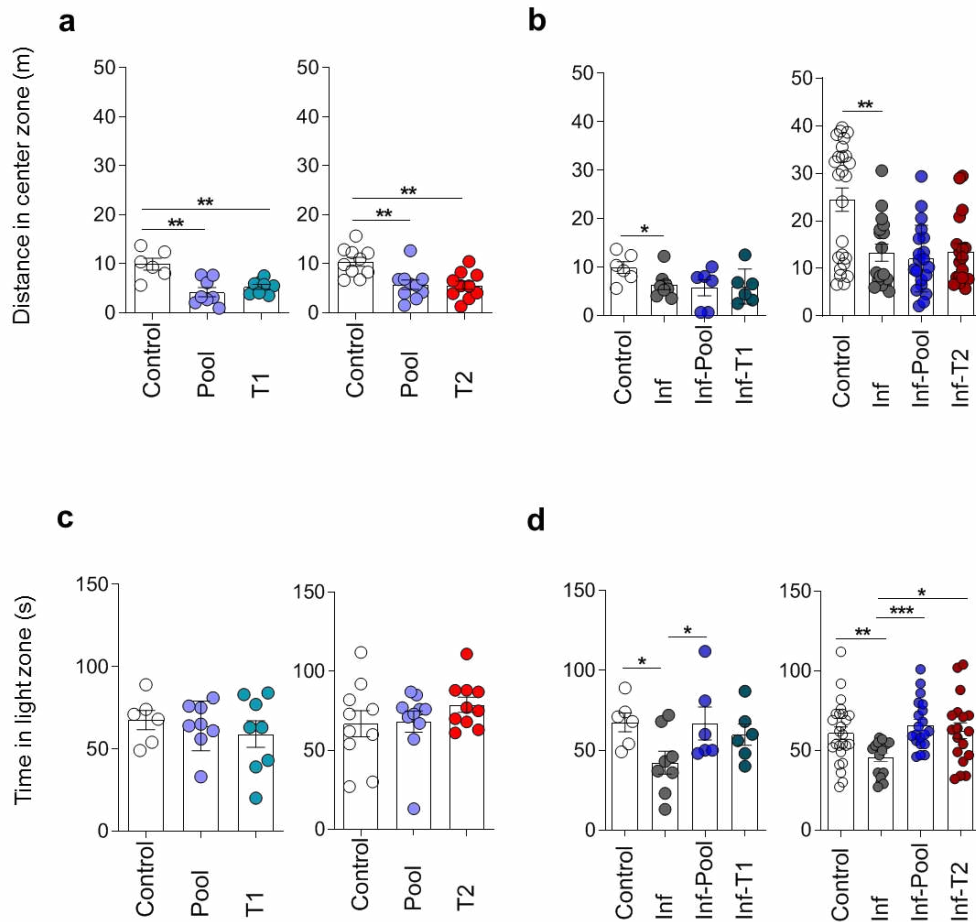 a
b
Distance in center zone (m)
50
40
30
20
10
0
**
**
Control
Pool
T1
50
40
30
20
10
0
**
**
Control
Pool
T2
50
40
30
20
10
0
*
Control
Inf
Inf-Pool
Inf-T1
50
40
30
20
10
0
**
Control
Inf
Inf-Pool
Inf-T2
c
d
Time in light zone (s)
150
100
50
0
Control
Pool
T1
150
100
50
0
Control
Pool
T2
150
100
50
0
*
*
Control
Inf
Inf-Pool
Inf-T1
150
100
50
0
*
***
**
Control
Inf
Inf-Pool
Inf-T2